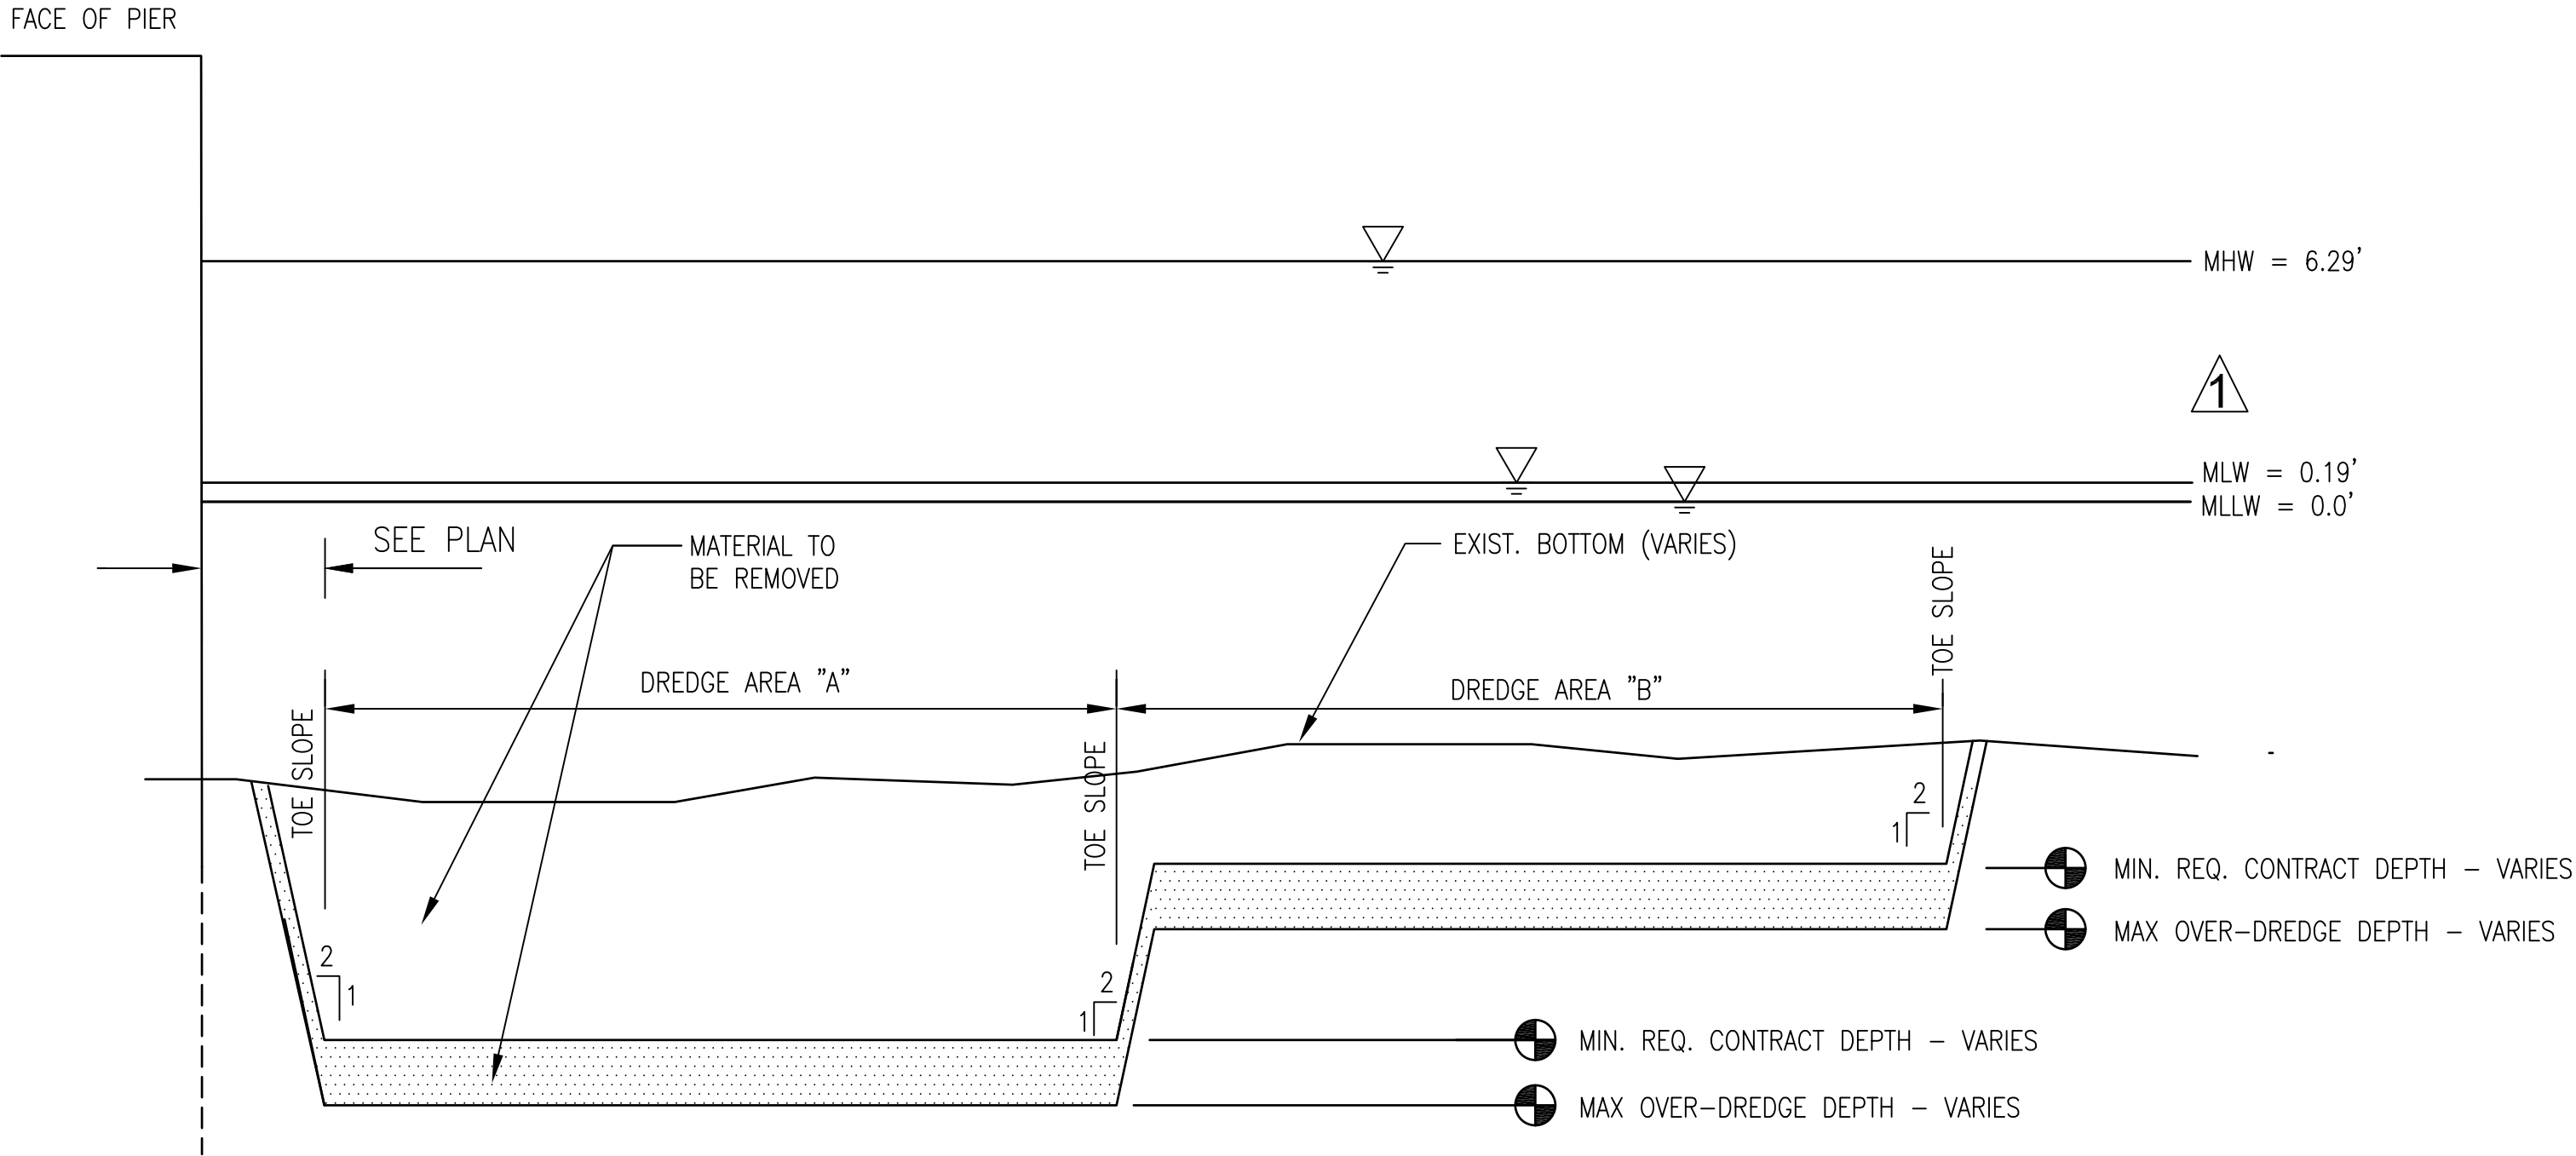 FACE OF PIER
MHW = 6.29'
1
MLW = 0.19'
MLLW = 0.0'
SEE PLAN
MATERIAL TO
BE REMOVED
EXIST. BOTTOM (VARIES)
TOE SLOPE
DREDGE AREA "A"
DREDGE AREA "B"
TOE SLOPE
TOE SLOPE
2
1
MIN. REQ. CONTRACT DEPTH - VARIES
MAX OVER-DREDGE DEPTH - VARIES
2
1
2
1
MIN. REQ. CONTRACT DEPTH - VARIES
MAX OVER-DREDGE DEPTH - VARIES